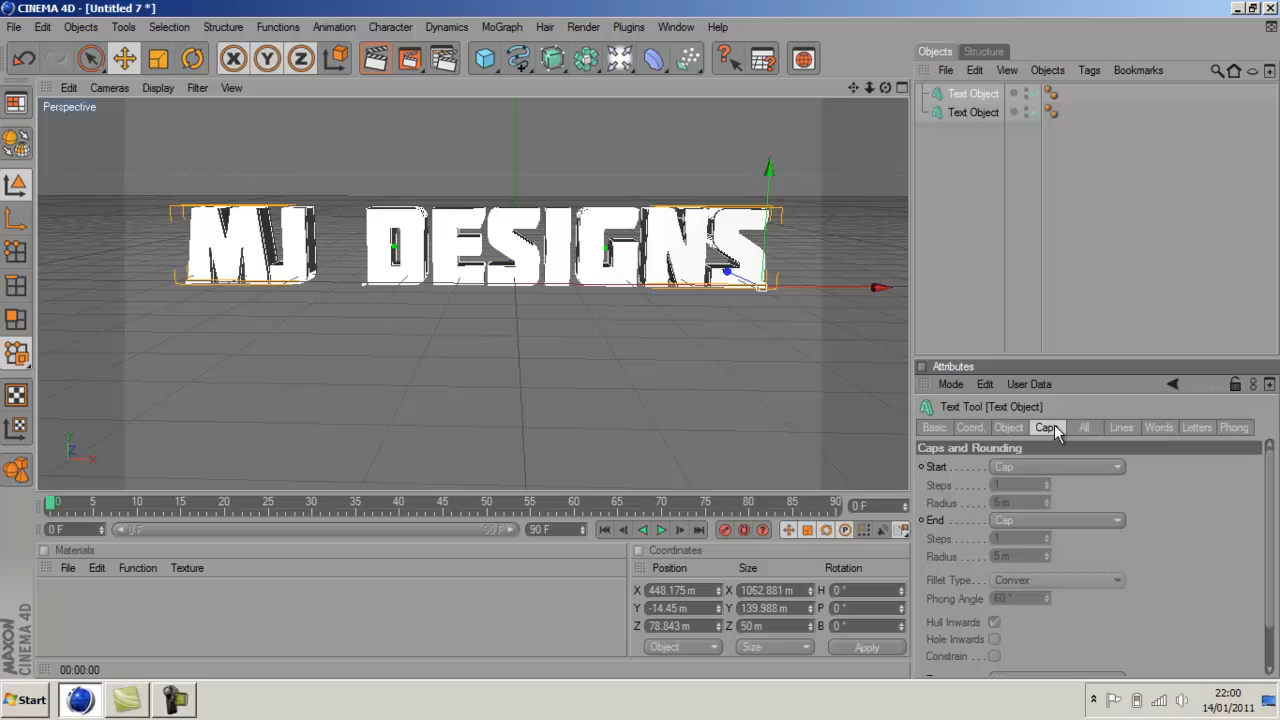 CINEMA 4D - [Untitled 7 *]
File Edit Objects Tools Selection Structure Functions Animation Character Dynamics MoGraph Hair Render Plugins Window Help
X Y Z
Objects Structure
File Edit View Objects Tags Bookmarks
Text Object
Text Object
Edit Cameras Display Filter View
Perspective
MJ DESIGNS
Y
Z
X
Attributes
Mode Edit User Data
Text Tool [Text Object]
Basic Coord. Object Caps All Lines Words Letters Phong
Caps and Rounding
Start . . . . . . . Cap
Steps . . . . . 1
Radius . . . . . 5 m
End . . . . . . . Cap
Steps . . . . . 1
Radius . . . . . 5 m
Fillet Type . . . Convex
Phong Angle 60 °
Hull Inwards
Hole Inwards
Constrain . .
0 5 10 15 20 25 30 35 40 45 50 55 60 65 70 75 80 85 90 0 F
0 F 0 F 90 F 90 F
Materials
File Edit Function Texture
Coordinates
Position Size Rotation
X 448.175 m X 1062.881 m H 0 °
Y -14.45 m Y 139.988 m P 0 °
Z 78.843 m Z 50 m B 0 °
Object Size Apply
MAXON
CINEMA 4D
00:00:00
Start
22:00
14/01/2011